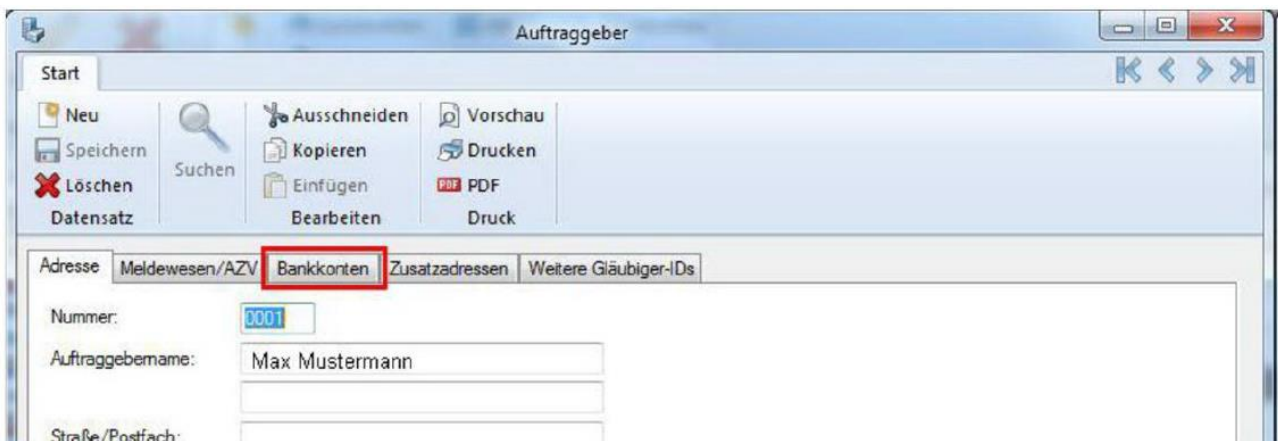 Auftraggeber
Start
Neu
Speichern
Löschen
Datensatz
Suchen
Ausschneiden
Kopieren
Einfügen
Bearbeiten
Vorschau
Drucken
PDF PDF
Druck
Adresse Meldewesen/AZV Bankkonten Zusatzadressen Weitere Gläubiger-IDs
Nummer: 0001
Auftraggebername: Max Mustermann
Straße/Postfach: